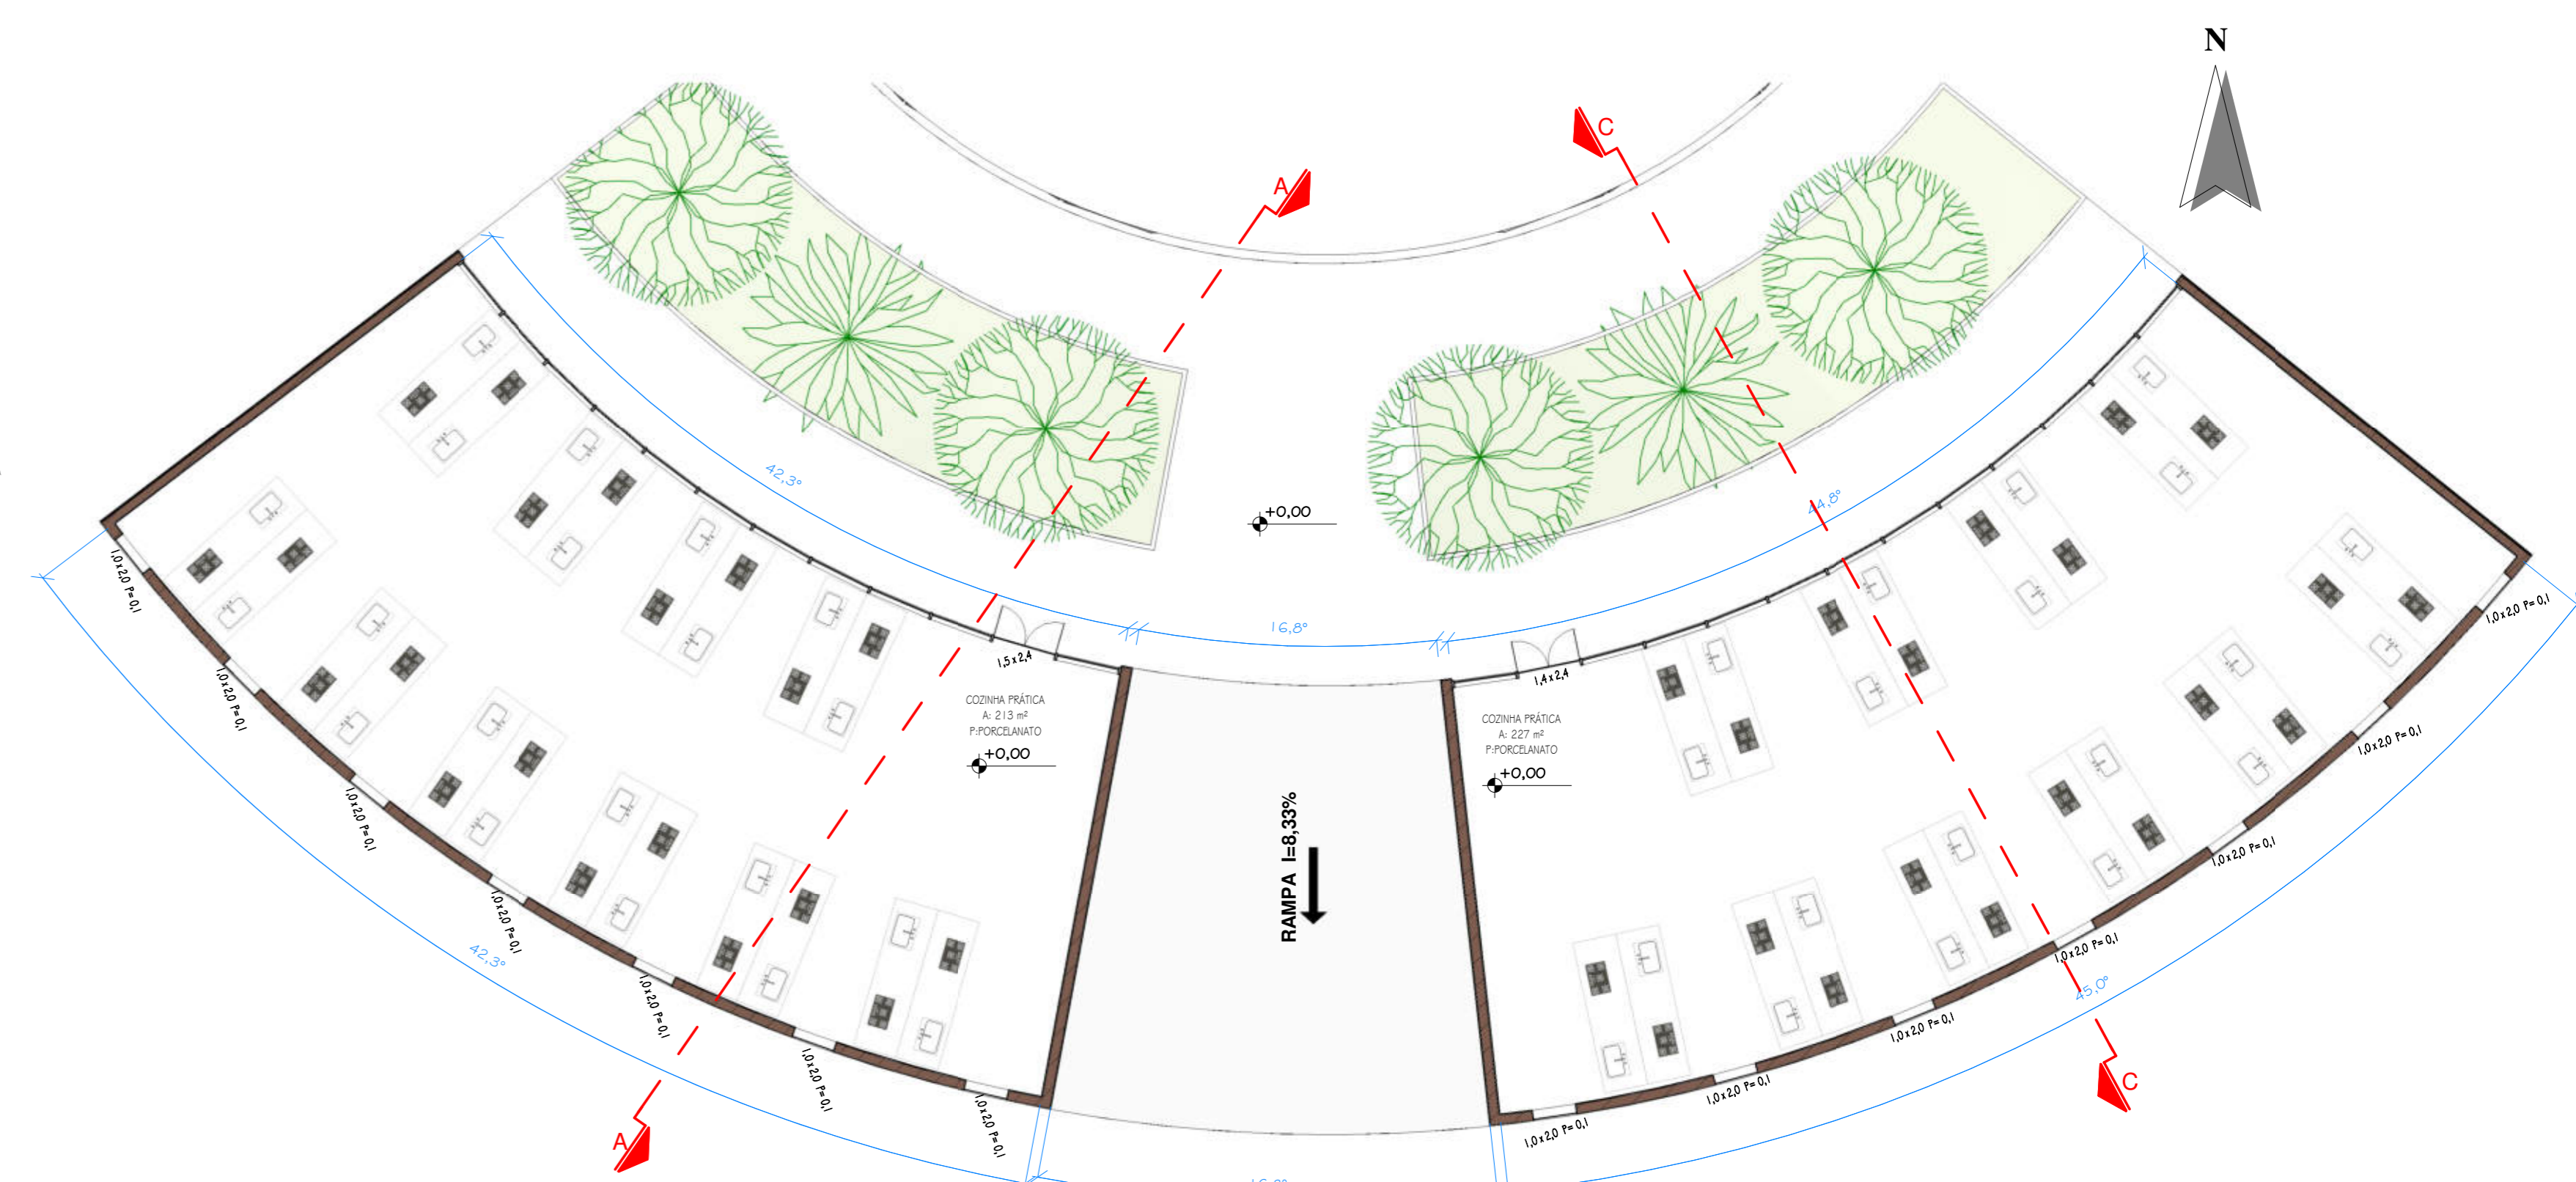 N
C
A
42,3°
44,8°
+0,00
16,8°
1,5x2,4
1,4x2,4
COZINHA PRÁTICA
A: 213 m²
P:PORCELANATO
+0,00
COZINHA PRÁTICA
A: 227 m²
P:PORCELANATO
+0,00
RAMPA I=8,33%
1,0x2,0 P=0,1
1,0x2,0 P=0,1
1,0x2,0 P=0,1
1,0x2,0 P=0,1
1,0x2,0 P=0,1
1,0x2,0 P=0,1
1,0x2,0 P=0,1
1,0x2,0 P=0,1
1,0x2,0 P=0,1
1,0x2,0 P=0,1
1,0x2,0 P=0,1
1,0x2,0 P=0,1
1,0x2,0 P=0,1
1,0x2,0 P=0,1
42,3°
45,0°
C
A